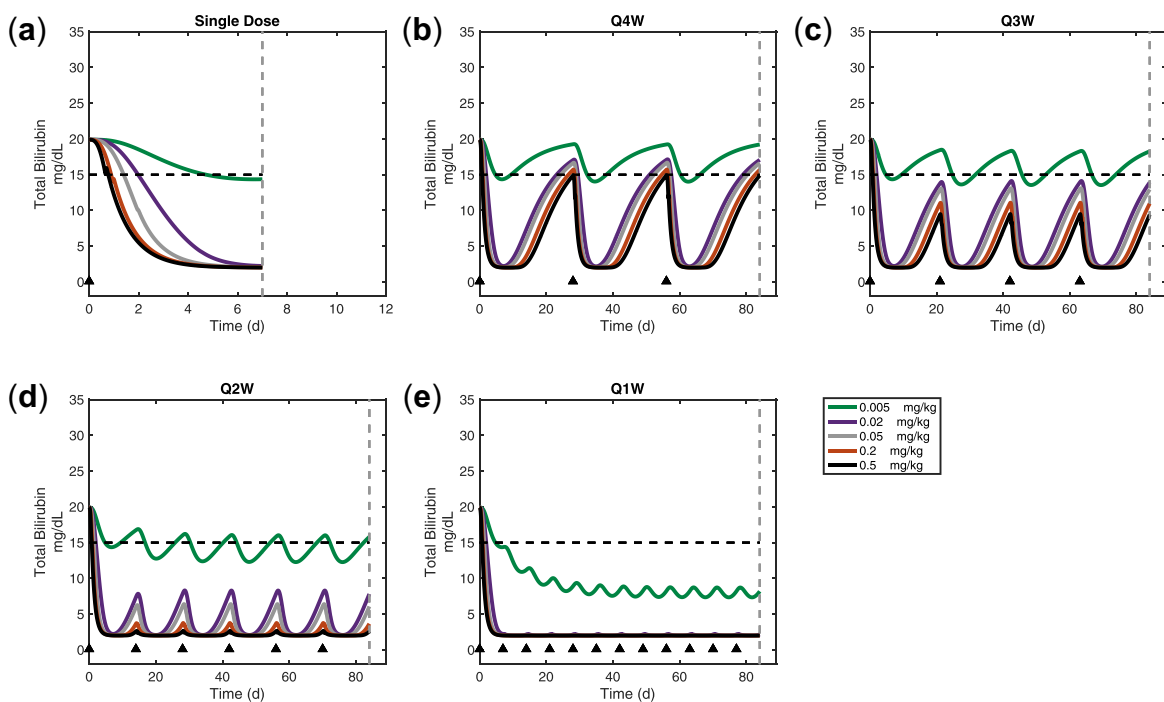 (a)
Single Dose
35
30
25
20
15
10
5
0
Total Bilirubin
mg/dL
0 2 4 6 8 10 12
Time (d)
(b)
Q4W
35
30
25
20
15
10
5
0
Total Bilirubin
mg/dL
0 20 40 60 80
Time (d)
(c)
Q3W
35
30
25
20
15
10
5
0
Total Bilirubin
mg/dL
0 20 40 60 80
Time (d)
(d)
Q2W
35
30
25
20
15
10
5
0
Total Bilirubin
mg/dL
0 20 40 60 80
Time (d)
(e)
Q1W
35
30
25
20
15
10
5
0
Total Bilirubin
mg/dL
0 20 40 60 80
Time (d)
0.005 mg/kg
0.02 mg/kg
0.05 mg/kg
0.2 mg/kg
0.5 mg/kg